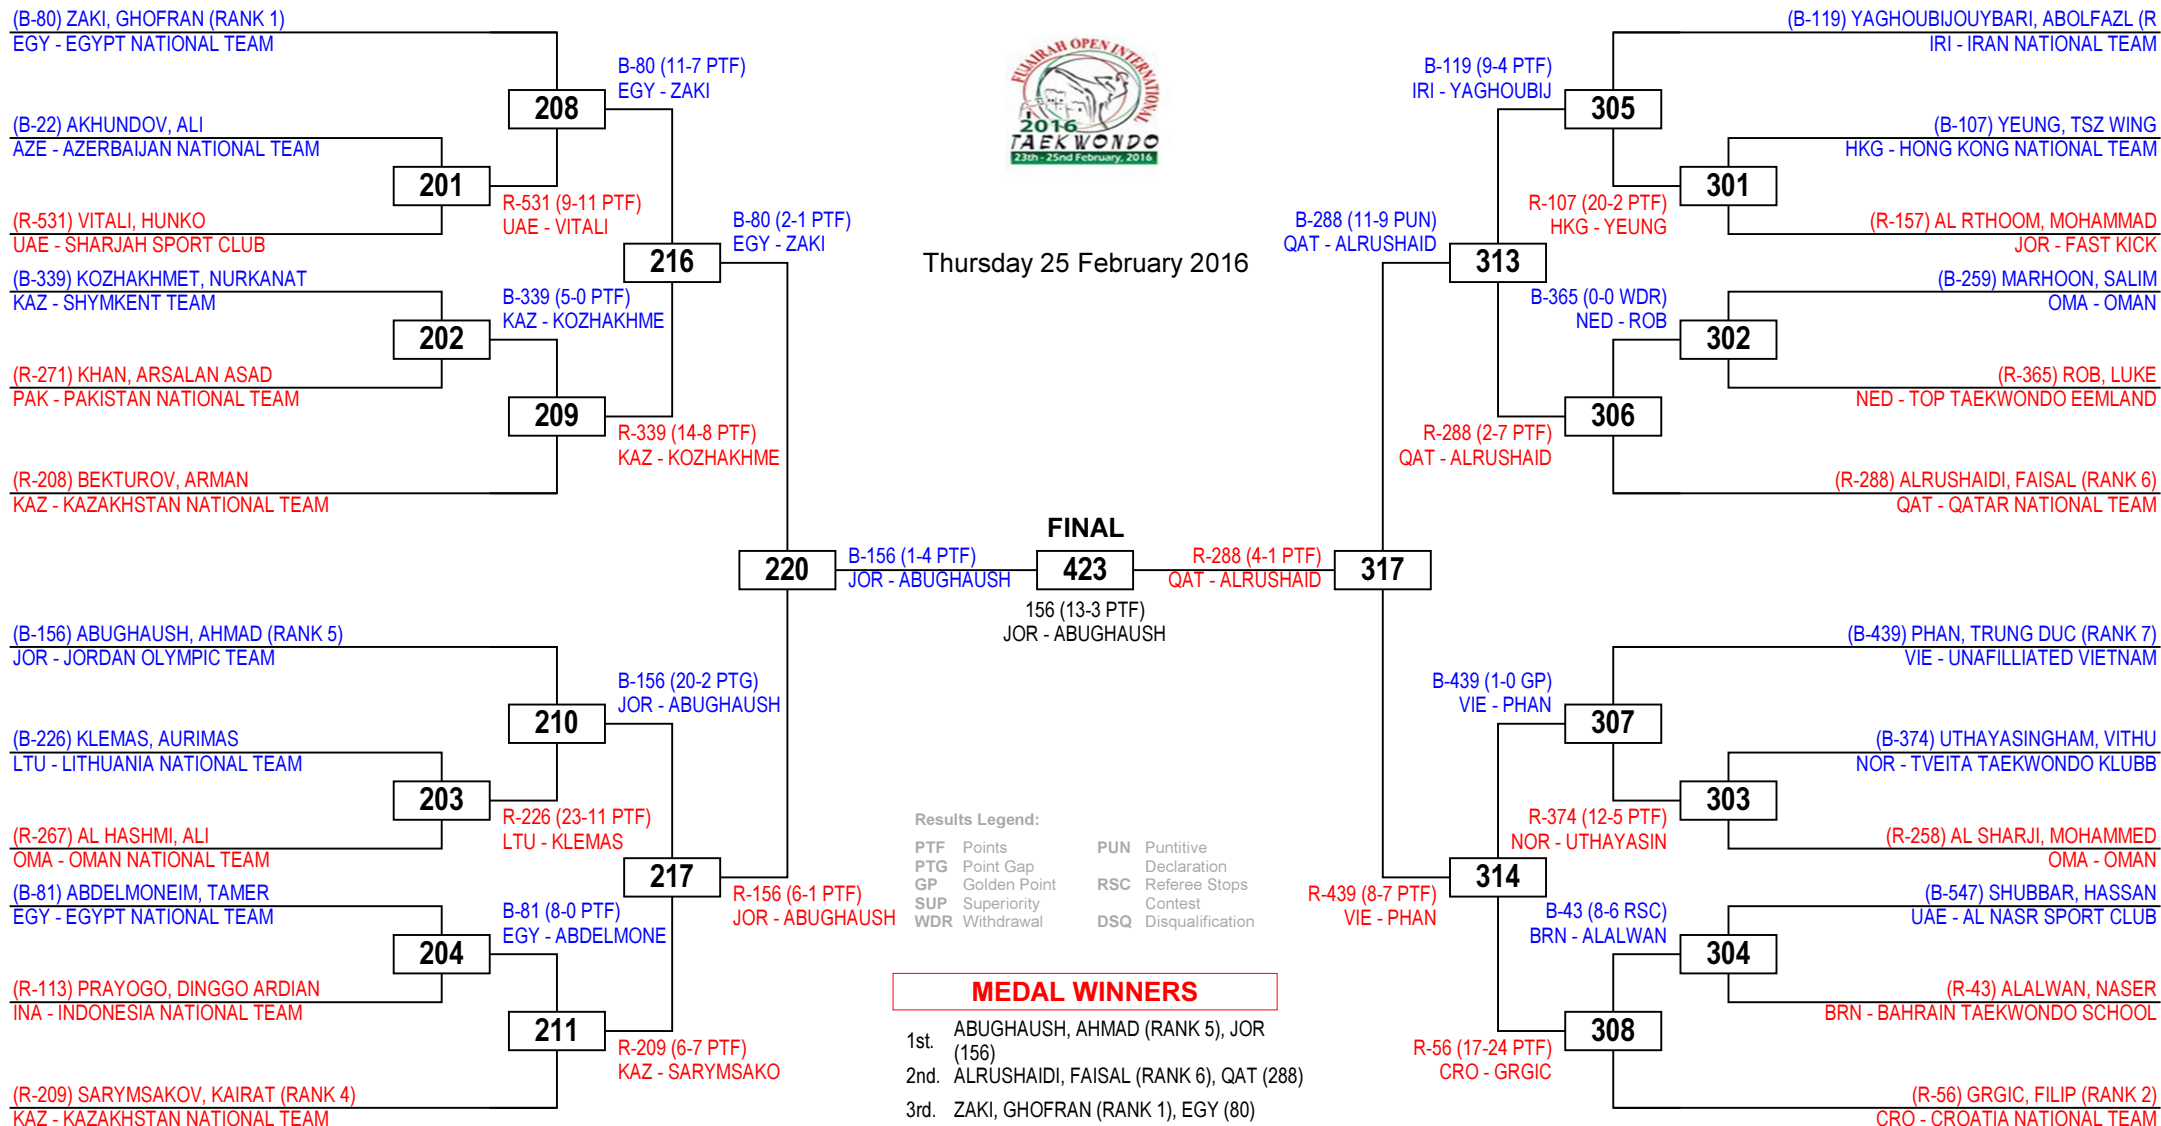 (B-80) ZAKI, GHOFRAN (RANK 1)
EGY - EGYPT NATIONAL TEAM
(B-22) AKHUNDOV, ALI
AZE - AZERBAIJAN NATIONAL TEAM
(R-531) VITALI, HUNKO
UAE - SHARJAH SPORT CLUB
(B-339) KOZHAKHMET, NURKANAT
KAZ - SHYMKENT TEAM
(R-271) KHAN, ARSALAN ASAD
PAK - PAKISTAN NATIONAL TEAM
(R-208) BEKTUROV, ARMAN
KAZ - KAZAKHSTAN NATIONAL TEAM
(B-156) ABUGHAUSH, AHMAD (RANK 5)
JOR - JORDAN OLYMPIC TEAM
(B-226) KLEMAS, AURIMAS
LTU - LITHUANIA NATIONAL TEAM
(R-267) AL HASHMI, ALI
OMA - OMAN NATIONAL TEAM
(B-81) ABDELMONEIM, TAMER
EGY - EGYPT NATIONAL TEAM
(R-113) PRAYOGO, DINGGO ARDIAN
INA - INDONESIA NATIONAL TEAM
(R-209) SARYMSAKOV, KAIRAT (RANK 4)
KAZ - KAZAKHSTAN NATIONAL TEAM
201
202
203
204
R-531 (9-11 PTF)
UAE - VITALI
B-339 (5-0 PTF)
KAZ - KOZHAKHME
R-226 (23-11 PTF)
LTU - KLEMAS
B-81 (8-0 PTF)
EGY - ABDELMONE
208
209
210
211
B-80 (11-7 PTF)
EGY - ZAKI
R-339 (14-8 PTF)
KAZ - KOZHAKHME
B-156 (20-2 PTG)
JOR - ABUGHAUSH
R-209 (6-7 PTF)
KAZ - SARYMSAKO
216
217
B-80 (2-1 PTF)
EGY - ZAKI
R-156 (6-1 PTF)
JOR - ABUGHAUSH
220
B-156 (1-4 PTF)
JOR - ABUGHAUSH
FUJAIRAH OPEN INTERNATIONAL
2016
TAEKWONDO
23th - 25nd February, 2016
Thursday 25 February 2016
FINAL
423
156 (13-3 PTF)
JOR - ABUGHAUSH
R-288 (4-1 PTF)
QAT - ALRUSHAID
317
B-288 (11-9 PUN)
QAT - ALRUSHAID
R-439 (8-7 PTF)
VIE - PHAN
313
314
B-119 (9-4 PTF)
IRI - YAGHOUBIJ
R-288 (2-7 PTF)
QAT - ALRUSHAID
B-439 (1-0 GP)
VIE - PHAN
R-56 (17-24 PTF)
CRO - GRGIC
305
306
307
308
R-107 (20-2 PTF)
HKG - YEUNG
B-365 (0-0 WDR)
NED - ROB
R-374 (12-5 PTF)
NOR - UTHAYASIN
B-43 (8-6 RSC)
BRN - ALALWAN
301
302
303
304
(B-119) YAGHOUBIJOUYBARI, ABOLFAZL (R
IRI - IRAN NATIONAL TEAM
(B-107) YEUNG, TSZ WING
HKG - HONG KONG NATIONAL TEAM
(R-157) AL RTHOOM, MOHAMMAD
JOR - FAST KICK
(B-259) MARHOON, SALIM
OMA - OMAN
(R-365) ROB, LUKE
NED - TOP TAEKWONDO EEMLAND
(R-288) ALRUSHAIDI, FAISAL (RANK 6)
QAT - QATAR NATIONAL TEAM
(B-439) PHAN, TRUNG DUC (RANK 7)
VIE - UNAFILLIATED VIETNAM
(B-374) UTHAYASINGHAM, VITHU
NOR - TVEITA TAEKWONDO KLUBB
(R-258) AL SHARJI, MOHAMMED
OMA - OMAN
(B-547) SHUBBAR, HASSAN
UAE - AL NASR SPORT CLUB
(R-43) ALALWAN, NASER
BRN - BAHRAIN TAEKWONDO SCHOOL
(R-56) GRGIC, FILIP (RANK 2)
CRO - CROATIA NATIONAL TEAM
Results Legend:
PTF Points
PTG Point Gap
GP Golden Point
SUP Superiority
WDR Withdrawal
PUN Puntitive
Declaration
RSC Referee Stops
Contest
DSQ Disqualification
MEDAL WINNERS
1st. ABUGHAUSH, AHMAD (RANK 5), JOR
(156)
2nd. ALRUSHAIDI, FAISAL (RANK 6), QAT (288)
3rd. ZAKI, GHOFRAN (RANK 1), EGY (80)